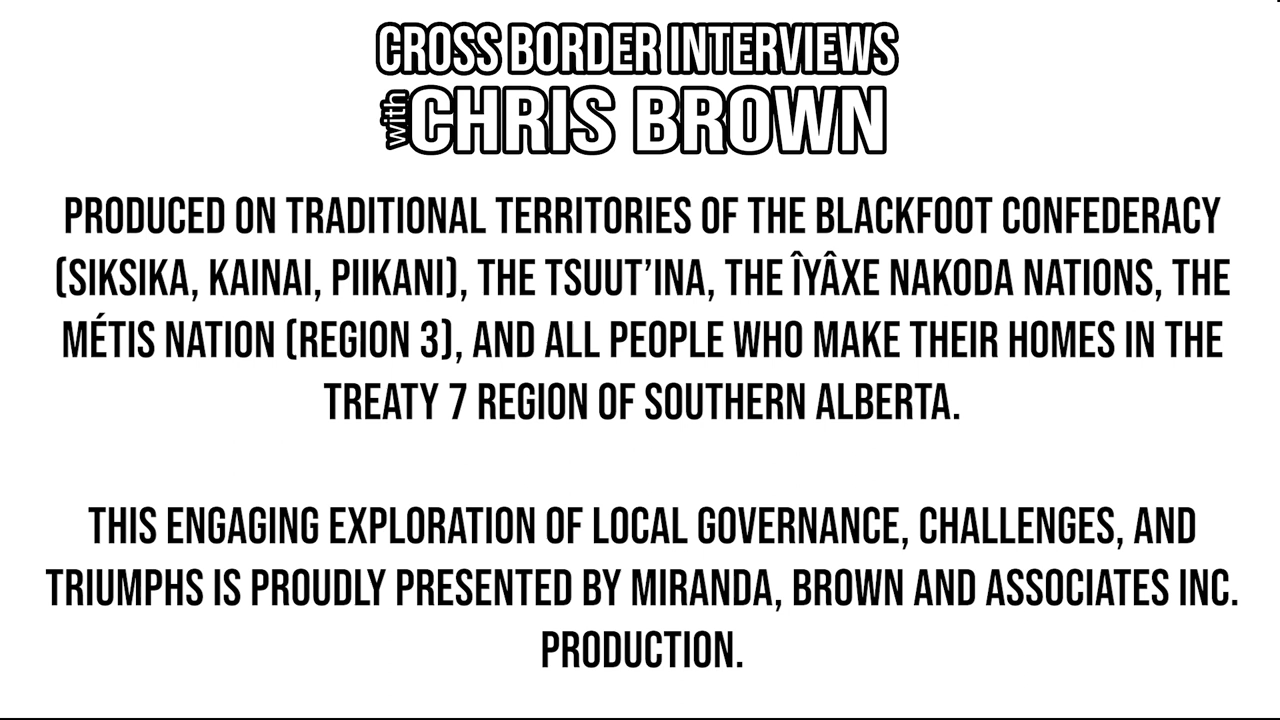 CROSS BORDER INTERVIEWS
with CHRIS BROWN
PRODUCED ON TRADITIONAL TERRITORIES OF THE BLACKFOOT CONFEDERACY
(SIKSIKA, KAINAI, PIIKANI), THE TSUUT’INA, THE ÎYÂXE NAKODA NATIONS, THE
MÉTIS NATION (REGION 3), AND ALL PEOPLE WHO MAKE THEIR HOMES IN THE
TREATY 7 REGION OF SOUTHERN ALBERTA.
THIS ENGAGING EXPLORATION OF LOCAL GOVERNANCE, CHALLENGES, AND
TRIUMPHS IS PROUDLY PRESENTED BY MIRANDA, BROWN AND ASSOCIATES INC.
PRODUCTION.